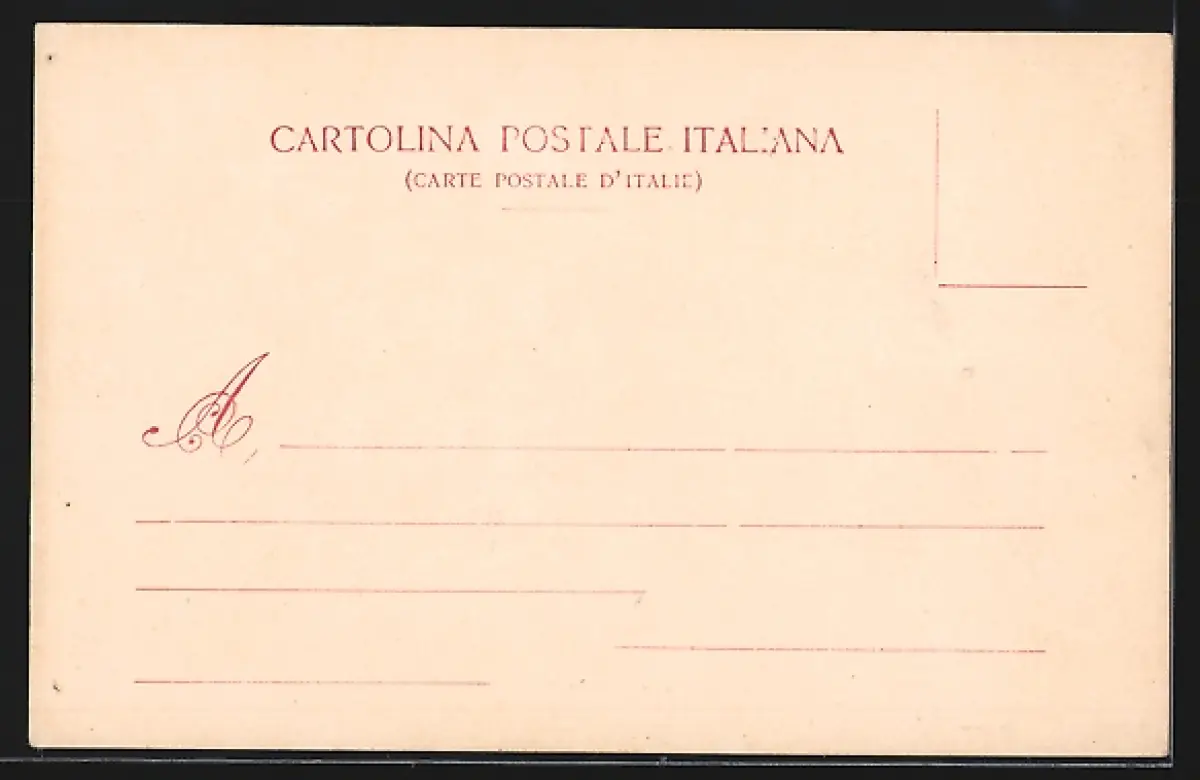 CARTOLINA POSTALE ITALIANA
(CARTE POSTALE D'ITALIE)
A